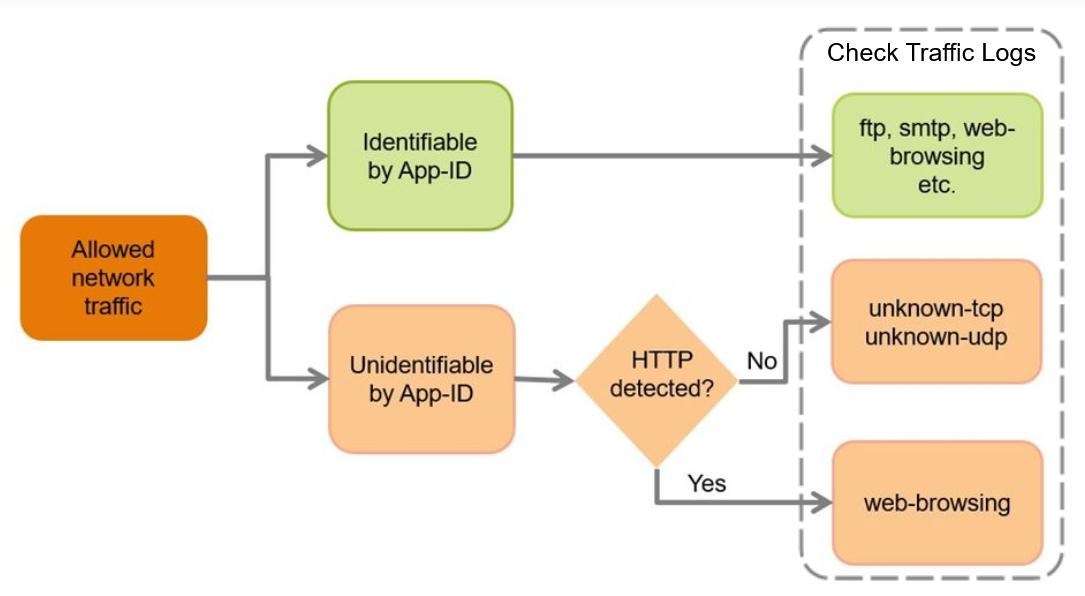 Check Traffic Logs
Allowed
network
traffic
Identifiable
by App-ID
ftp, smtp, web-
browsing
etc.
Unidentifiable
by App-ID
HTTP
detected?
No
unknown-tcp
unknown-udp
Yes
web-browsing